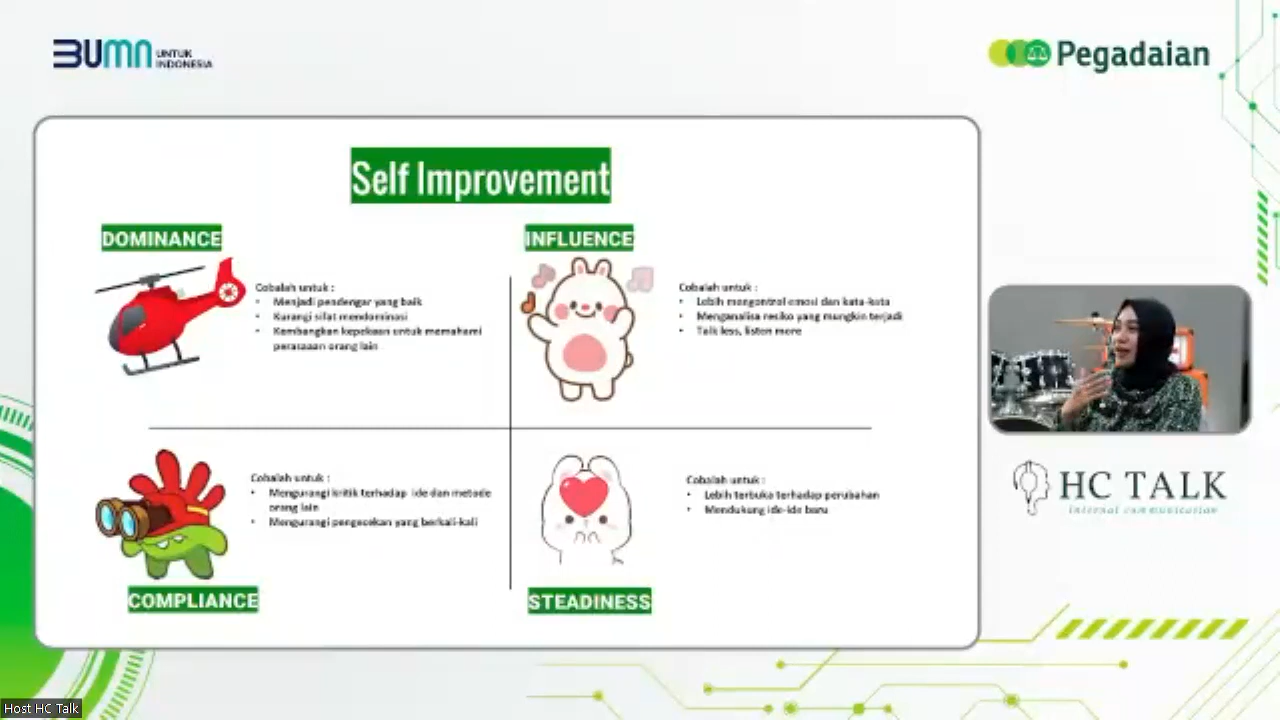 BUMN UNTUK
INDONESIA
Pegadaian
Self Improvement
DOMINANCE
Cobalah untuk :
• Menjadi pendengar yang baik
• Kurangi sifat mendominasi
• Kembangkan kepekaan untuk memahami
perasaan orang lain
INFLUENCE
Cobalah untuk :
• Lebih mengontrol emosi dan kata-kata
• Menganalisa resiko yang mungkin terjadi
• Talk less, listen more
COMPLIANCE
Cobalah untuk :
• Mengurangi kritik terhadap ide dan metode
orang lain
• Mengurangi pengecekan yang berkali-kali
STEADINESS
Cobalah untuk :
• Lebih terbuka terhadap perubahan
• Mendukung ide-ide baru
HC TALK
internal communication
Host HC Talk